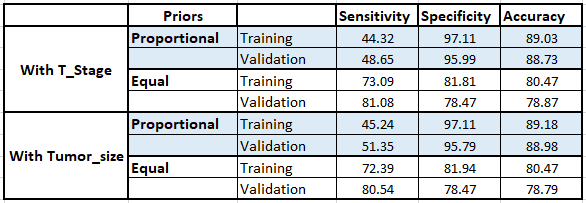 Priors Sensitivity Specificity Accuracy
With T_Stage Proportional Training 44.32 97.11 89.03
Validation 48.65 95.99 88.73
Equal Training 73.09 81.81 80.47
Validation 81.08 78.47 78.87
With Tumor_size Proportional Training 45.24 97.11 89.18
Validation 51.35 95.79 88.98
Equal Training 72.39 81.94 80.47
Validation 80.54 78.47 78.79